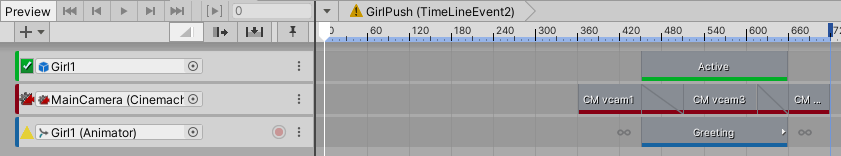 Preview 0 GirlPush (TimeLineEvent2)
0 60 120 180 240 300 360 420 480 540 600 660 72
Girl1 Active
MainCamera (Cinemach CM vcam1 CM vcam3 CM ...
Girl1 (Animator) Greeting